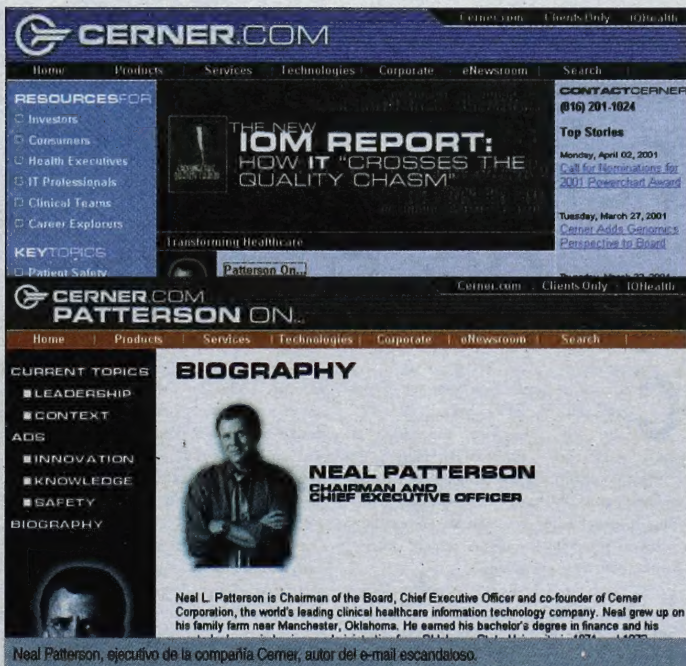 Cerner.com Clients Only IQHealth
CERNER.COM
Home Products Services Technologies Corporate eNewsroom Search
RESOURCESFOR
Investors
Consumers
Health Executives
IT Professionals
Clinical Teams
Career Explorers
KEYTOPICS
Patient Safety
THE NEW
IOM REPORT:
HOW IT "CROSSES THE
QUALITY CHASM"
Transforming Healthcare
Patterson On...
CONTACTCERNER
(816) 201-1024
Top Stories
Monday, April 02, 2001
Call for Nominations for
2001 Powerchart Award
Tuesday, March 27, 2001
Cerner Adds Genomics
Perspective to Board
Cerner.com Clients Only IQHealth
CERNER.COM
PATTERSON ON...
Home Products Services Technologies Corporate eNewsroom Search
CURRENT TOPICS
LEADERSHIP
CONTEXT
ADS
INNOVATION
KNOWLEDGE
SAFETY
BIOGRAPHY
BIOGRAPHY
NEAL PATTERSON
CHAIRMAN AND
CHIEF EXECUTIVE OFFICER
Neal L. Patterson is Chairman of the Board, Chief Executive Officer and co-founder of Cerner
Corporation, the world's leading clinical healthcare information technology company. Neal grew up on
his family farm near Manchester, Oklahoma. He earned his bachelor's degree in finance and his
Neal Patterson, ejecutivo de la compañía Cerner, autor del e-mail escandaloso.